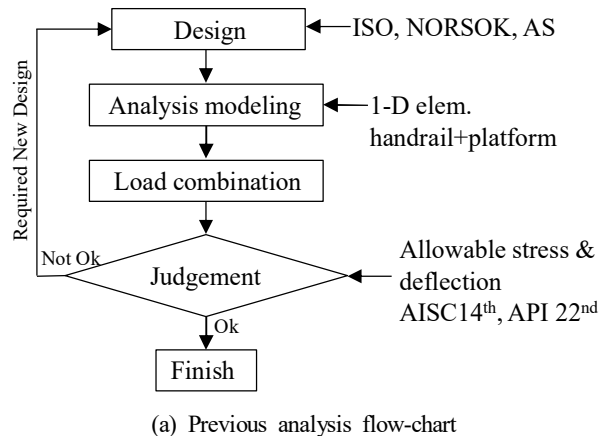 Design
ISO, NORSOK, AS
Analysis modeling
1-D elem.
handrail+platform
Required New Design
Load combination
Not Ok
Judgement
Allowable stress &
deflection
AISC14th, API 22nd
Ok
Finish
(a) Previous analysis flow-chart